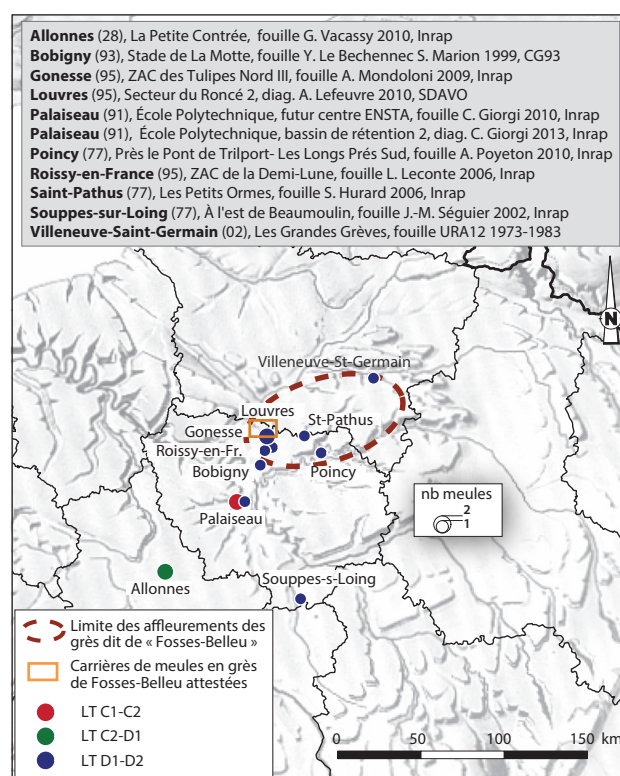 Allonnes (28), La Petite Contrée, fouille G. Vacassy 2010, Inrap
Bobigny (93), Stade de La Motte, fouille Y. Le Bechennec S. Marion 1999, CG93
Gonesse (95), ZAC des Tulipes Nord III, fouille A. Mondoloni 2009, Inrap
Louvres (95), Secteur du Roncé 2, diag. A. Lefeuvre 2010, SDAVO
Palaiseau (91), École Polytechnique, futur centre ENSTA, fouille C. Giorgi 2010, Inrap
Palaiseau (91), École Polytechnique, bassin de rétention 2, diag. C. Giorgi 2013, Inrap
Poincy (77), Près le Pont de Trilport- Les Longs Prés Sud, fouille A. Poyeton 2010, Inrap
Roissy-en-France (95), ZAC de la Demi-Lune, fouille L. Leconte 2006, Inrap
Saint-Pathus (77), Les Petits Ormes, fouille S. Hurard 2006, Inrap
Souppes-sur-Loing (77), À l'est de Beaumoulin, fouille J.-M. Séguier 2002, Inrap
Villeneuve-Saint-Germain (02), Les Grandes Grèves, fouille URA12 1973-1983
N
Villeneuve-St-Germain
Louvres
St-Pathus
Gonesse
Roissy-en-Fr.
Bobigny
Poincy
Palaiseau
nb meules
2
1
Allonnes
Souppes-s-Loing
Limite des affleurements des
grès dit de « Fosses-Belleu »
Carrières de meules en grès
de Fosses-Belleu attestées
LT C1-C2
LT C2-D1
LT D1-D2
0 50 100 150 km